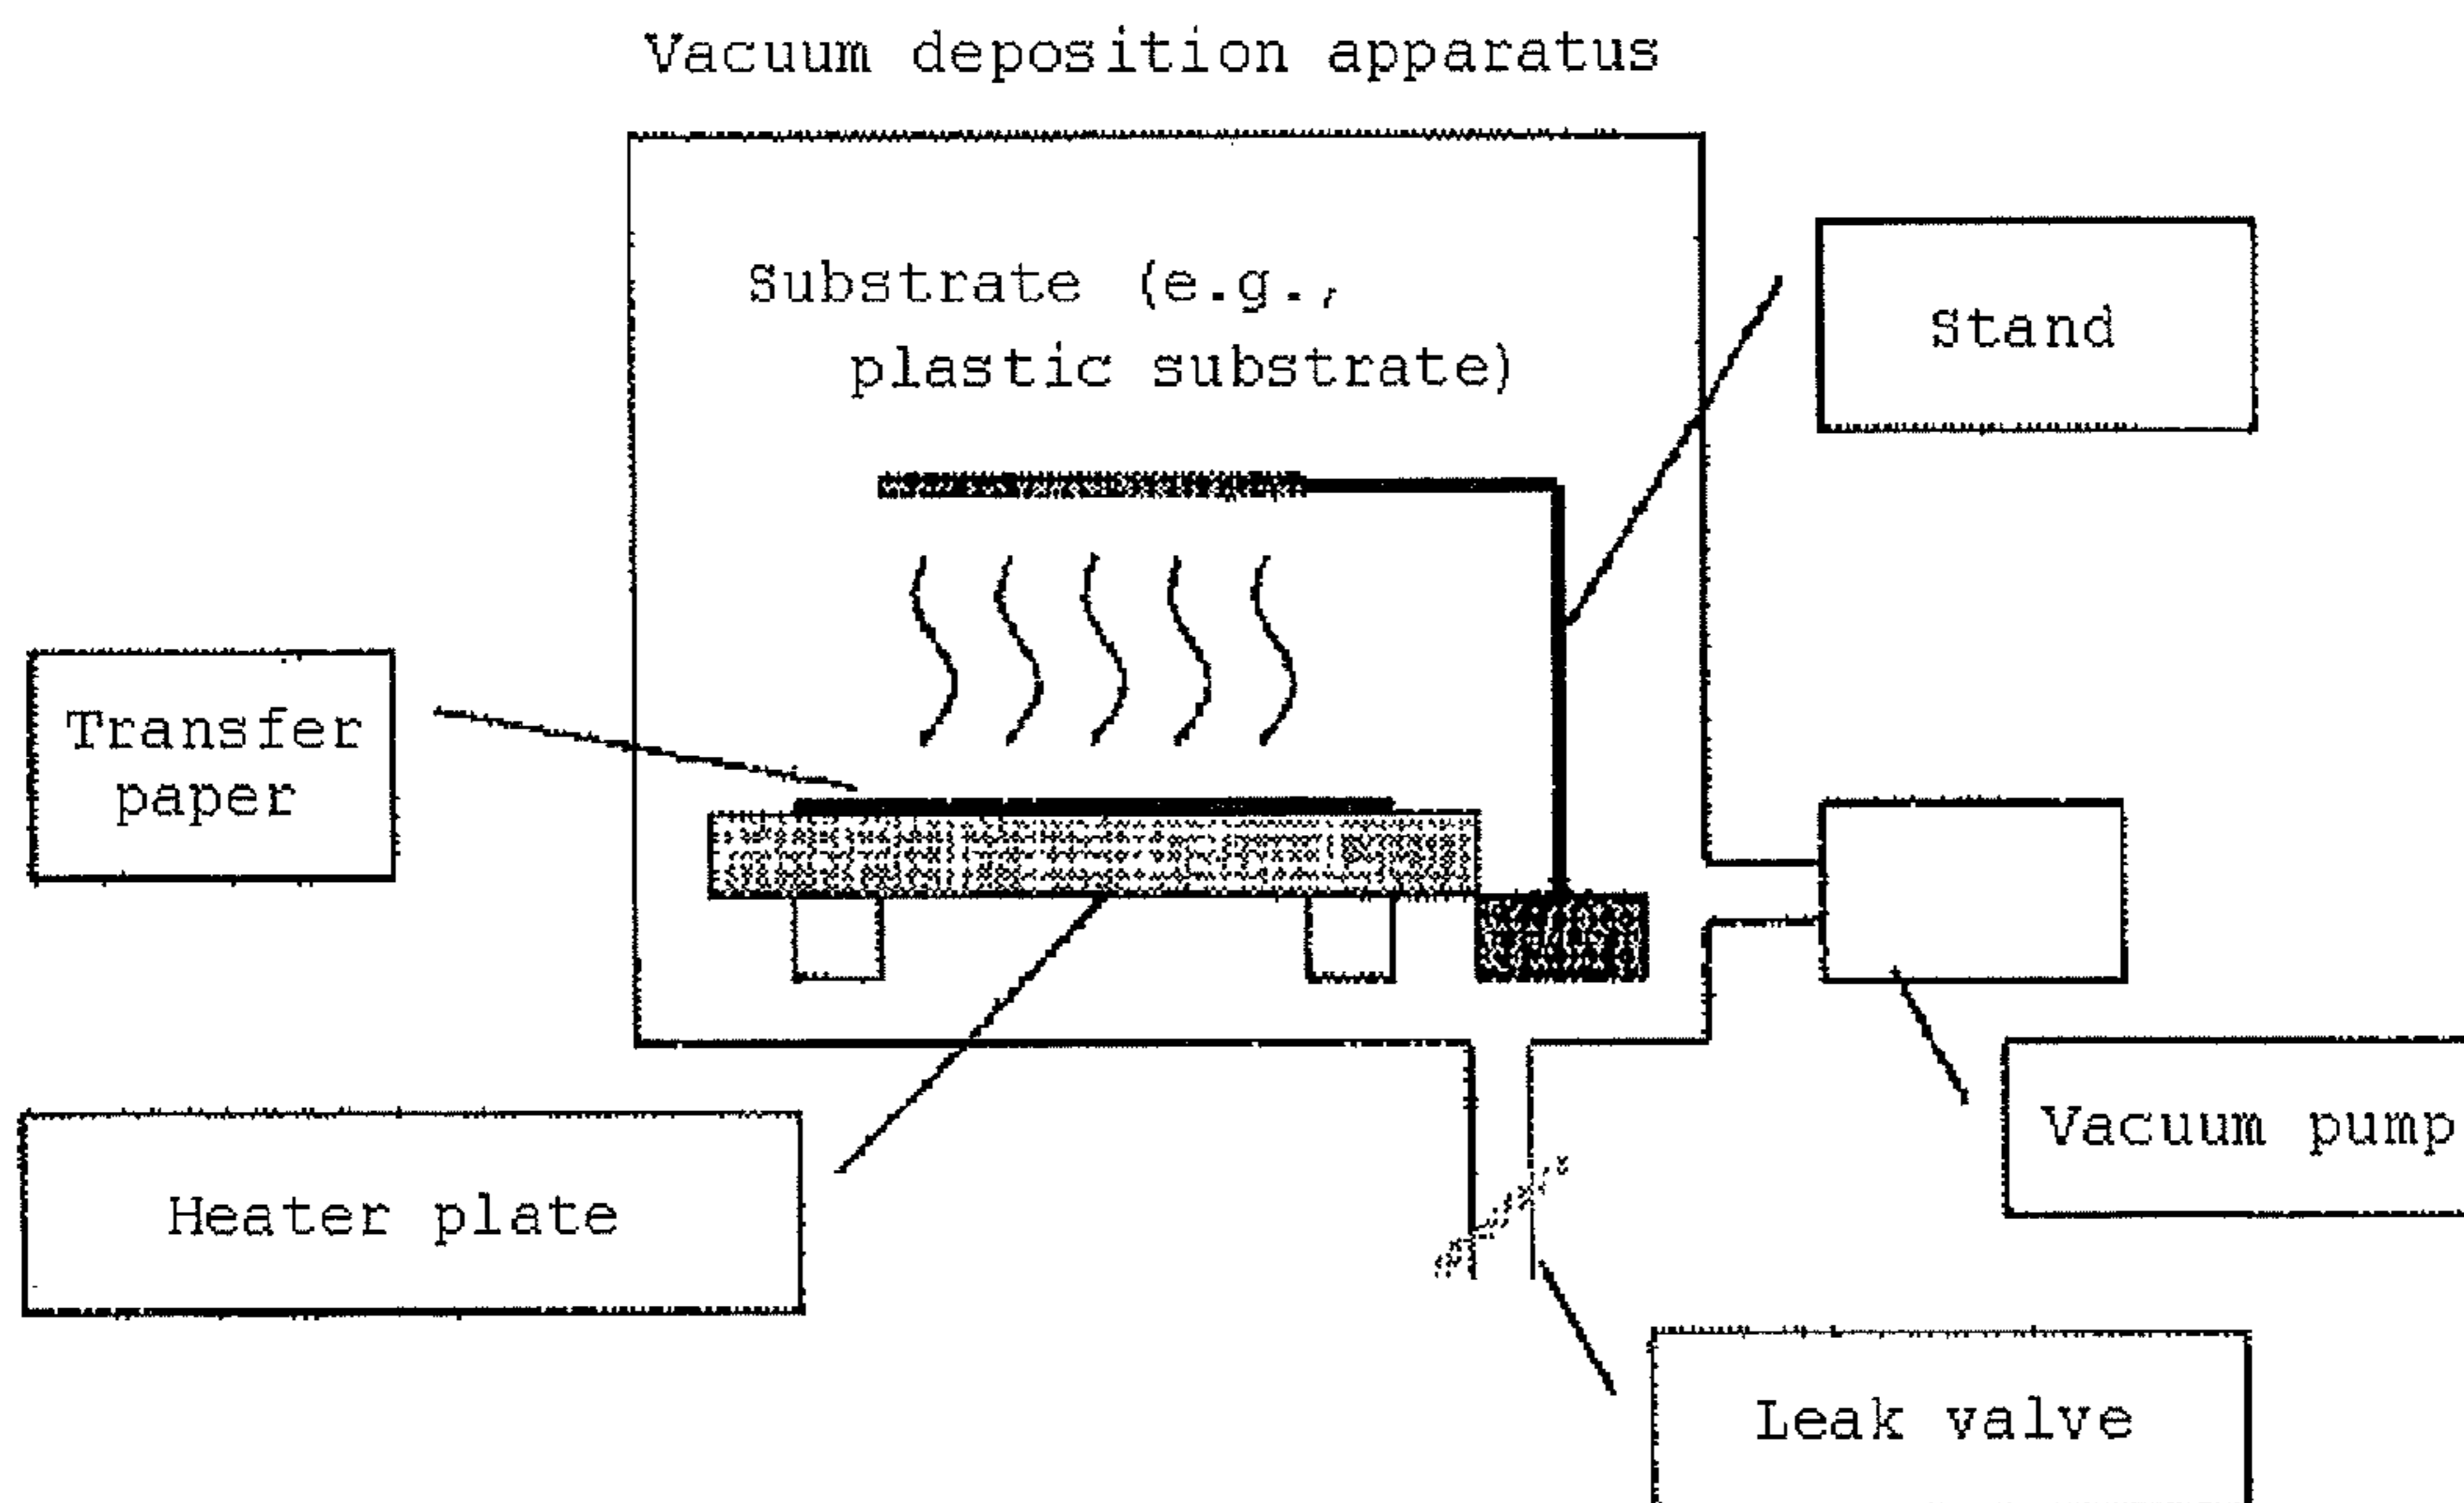 Vacuum deposition apparatus
Substrate (e.g.,
plastic substrate)
Stand
Transfer
paper
Heater plate
Vacuum pump
Leak valve